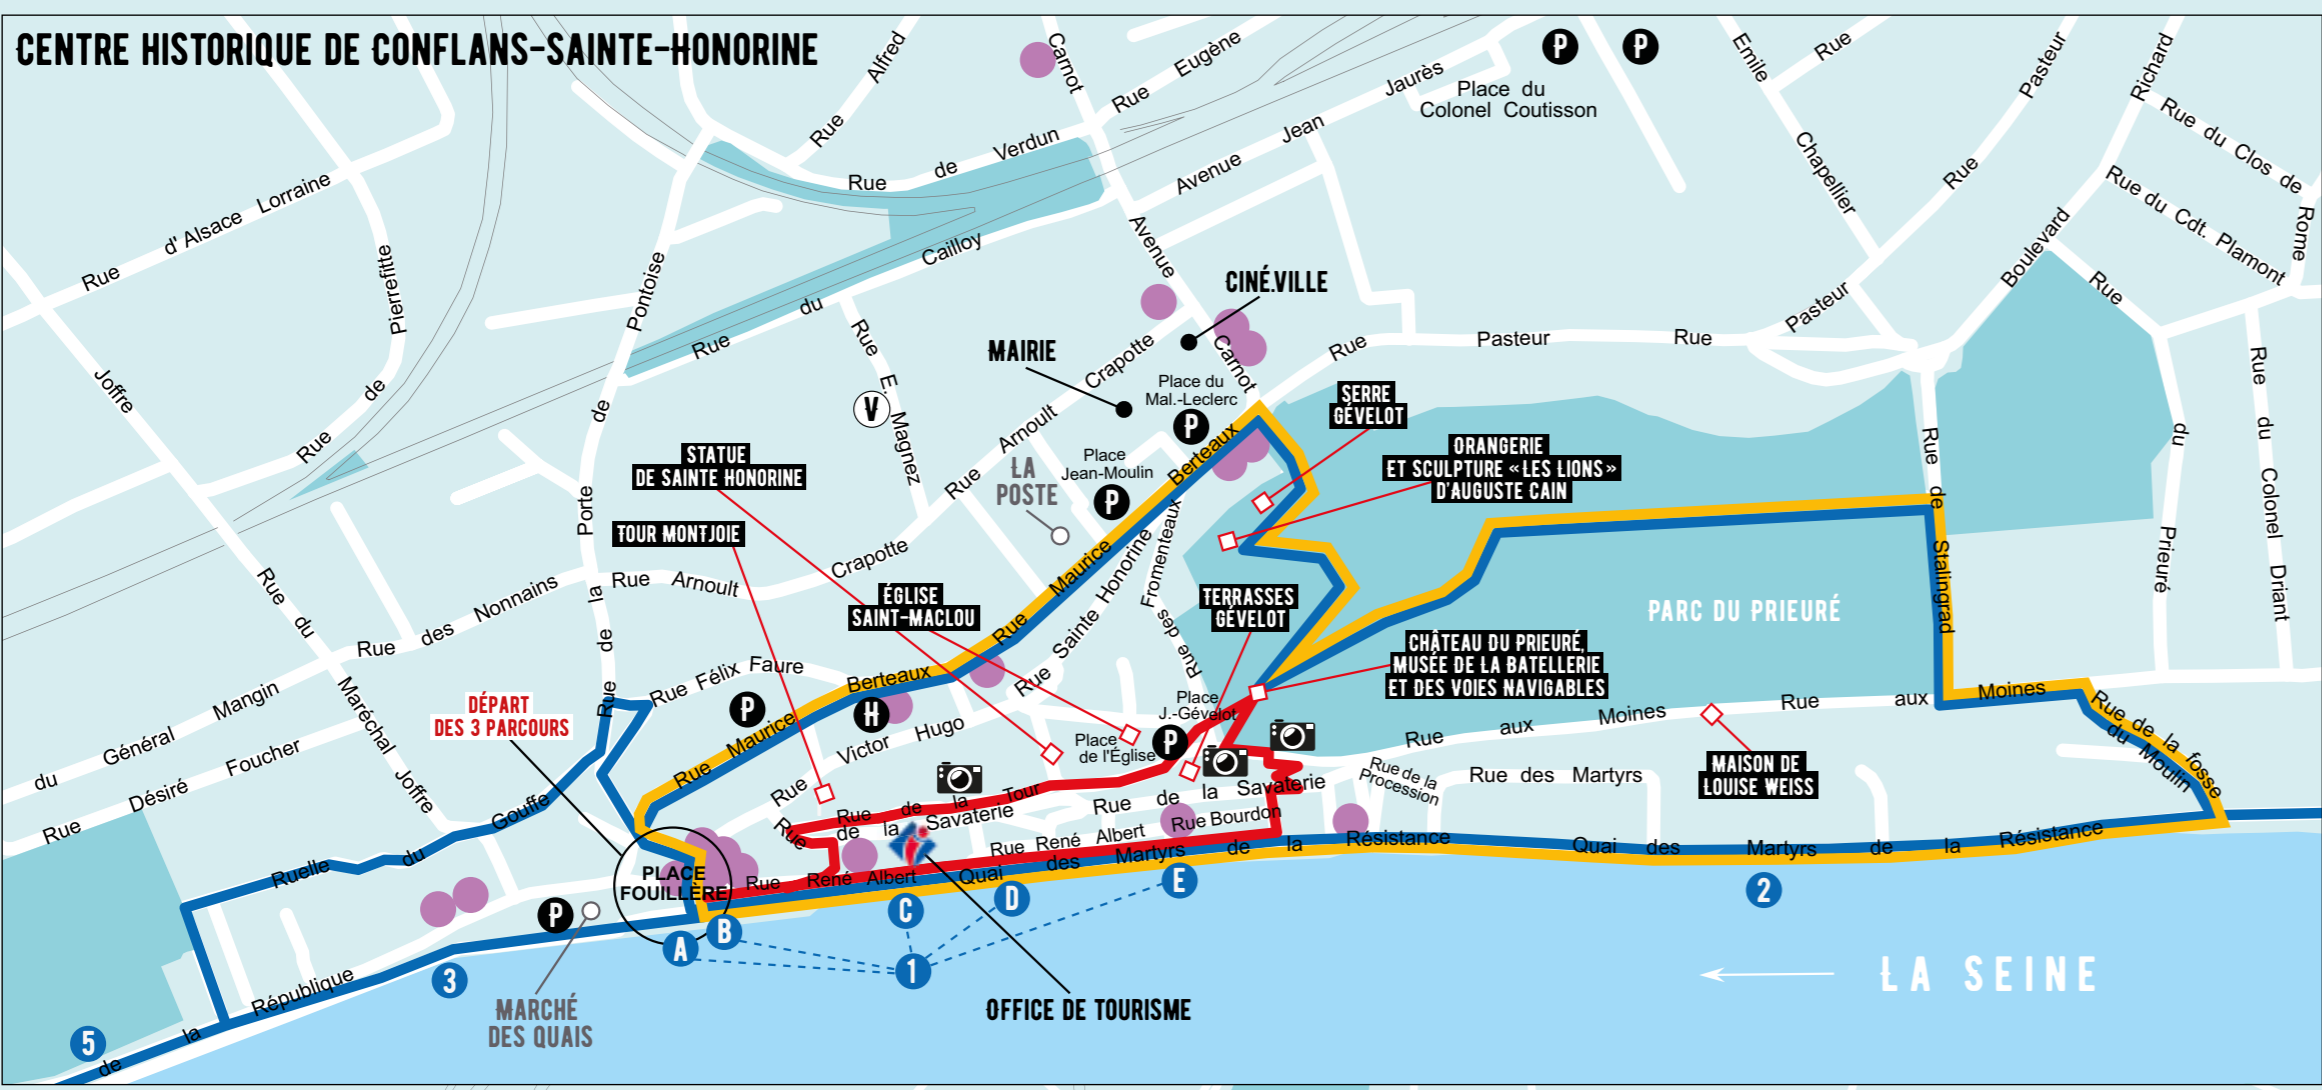 CENTRE HISTORIQUE DE CONFLANS-SAINTE-HONORINE
Rue Alfred
Carnot
Rue Eugène
Avenue Jean Jaurès
P
P
Place du
Colonel Coutisson
Emile
Chapellier
Rue
Rue Pasteur
Richard
Boulevard
Rue du Clos de
Rome
Rue du Cdt. Plamont
Rue de Verdun
Rue d'Alsace Lorraine
Pierrefitte
Rue de
Joffre
Rue du Cailloy
Avenue
Carnot
CINÉ.VILLE
MAIRIE
Rue E. Magnez
V
Rue de la Porte de Pontoise
Rue Arnoult Crapotte
Place du
Mal.-Leclerc
P
Place
Jean-Moulin
P
LA
POSTE
Rue Pasteur Rue Pasteur
SERRE
GÉVELOT
ORANGERIE
ET SCULPTURE «LES LIONS»
D'AUGUSTE CAIN
STATUE
DE SAINTE HONORINE
TOUR MONTJOIE
ÉGLISE
SAINT-MACLOU
TERRASSES
GÉVELOT
CHÂTEAU DU PRIEURÉ,
MUSÉE DE LA BATELLERIE
ET DES VOIES NAVIGABLES
PARC DU PRIEURÉ
Rue de Stalingrad
Rue du Prieuré
Rue du Colonel Driant
Rue du Maréchal Joffre
Rue Arnoult Crapotte
Rue des Nonnains
du Général Mangin
Rue Désiré Foucher
Rue Félix Faure
Rue Maurice Berteaux
Rue Maurice Berteaux
Rue Sainte Honorine
Rue des Fromenteaux
Rue Victor Hugo
P
H
DÉPART
DES 3 PARCOURS
Place
J.-Gévelot
P
Place
de l'Église
Rue aux Moines
Rue aux Moines
MAISON DE
LOUISE WEISS
Rue de la fosse
du Moulin
Rue de la
Procession
Rue des Martyrs
Rue de la Tour
Rue de la Savaterie
Rue de la Savaterie
Rue Bourdon
Rue René Albert
Rue René Albert
Quai des Martyrs de la Résistance
Quai des Martyrs de la Résistance
Ruelle du Gouffe
PLACE
FOUILLÈRE
P
A
B
C
D
E
1
2
3
5
de la République
MARCHÉ
DES QUAIS
OFFICE DE TOURISME
LA SEINE